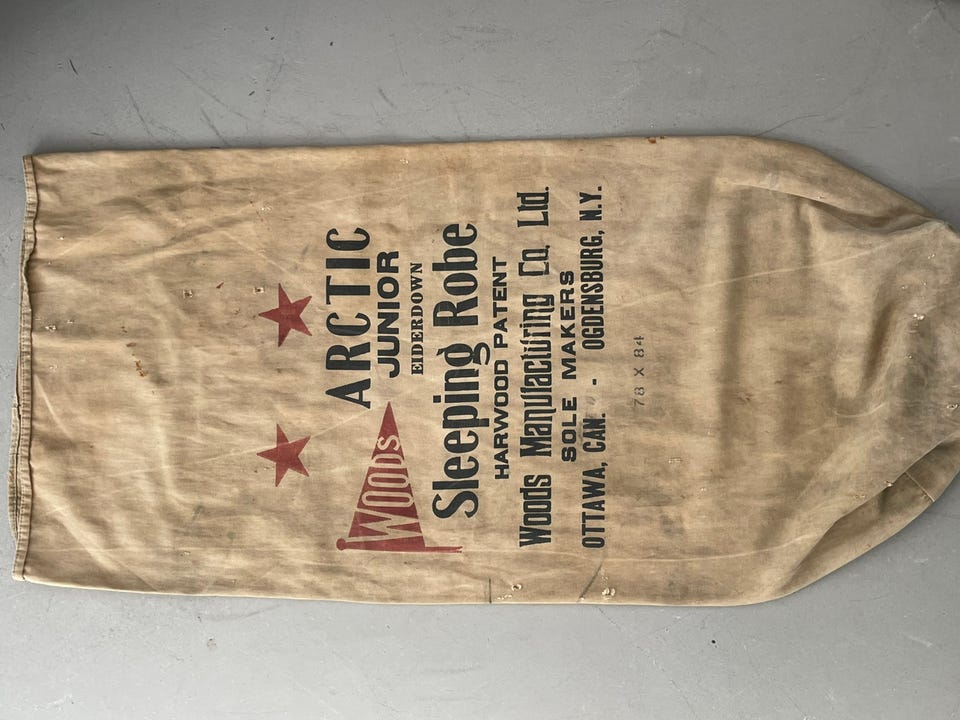 WOODS
ARCTIC
JUNIOR
EIDERDOWN
Sleeping Robe
HARWOOD PATENT
Woods Manufacturing Co, Ltd.
SOLE MAKERS
OTTAWA, CAN. - OGDENSBURG, N.Y.
78 X 84